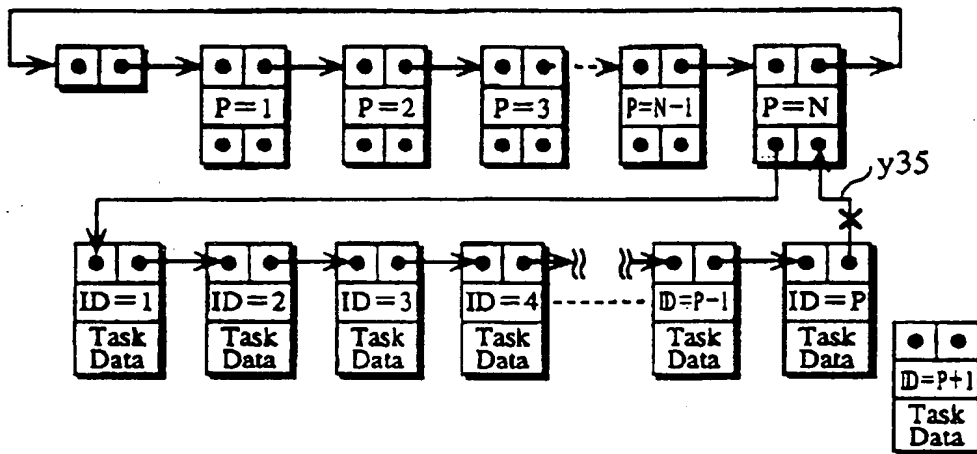 P=1 P=2 P=3 P=N-1 P=N
y35
ID=1 ID=2 ID=3 ID=4 ID=P-1 ID=P
Task Task Task Task Task Task
Data Data Data Data Data Data
ID=P+1
Task
Data